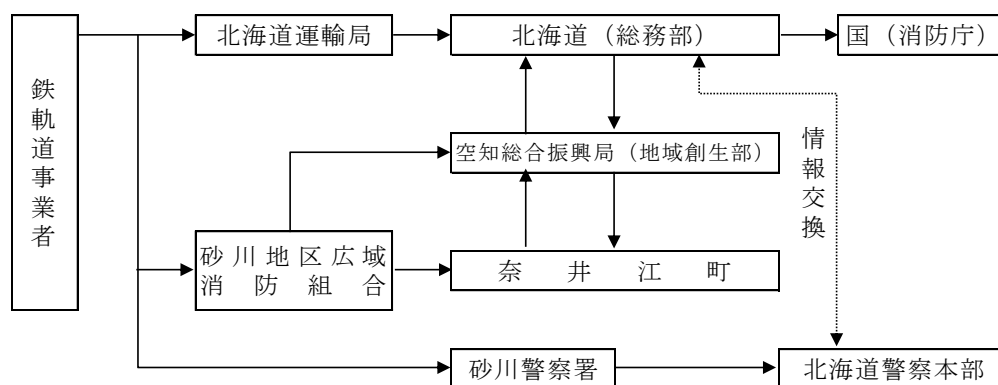 北海道運輸局
北海道（総務部）
国（消防庁）
鉄軌道事業者
空知総合振興局（地域創生部）
情報交換
砂川地区広域
消防組合
奈井江町
砂川警察署
北海道警察本部